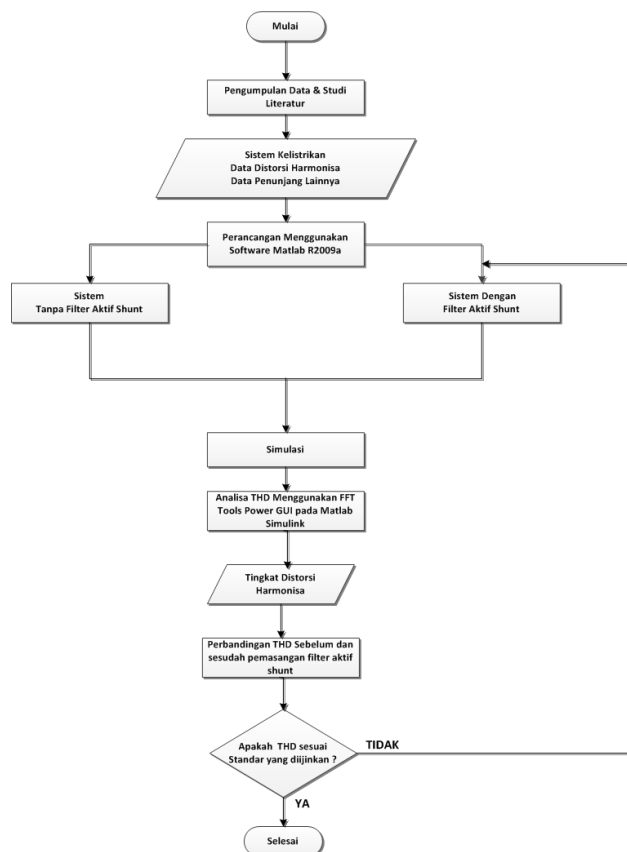 Mulai
Pengumpulan Data & Studi
Literatur
Sistem Kelistrikan
Data Distorsi Harmonisa
Data Penunjang Lainnya
Perancangan Menggunakan
Software Matlab R2009a
Sistem
Tanpa Filter Aktif Shunt
Sistem Dengan
Filter Aktif Shunt
Simulasi
Analisa THD Menggunakan FFT
Tools Power GUI pada Matlab
Simulink
Tingkat Distorsi
Harmonisa
Perbandingan THD Sebelum dan
sesudah pemasangan filter aktif
shunt
Apakah THD sesuai
Standar yang diijinkan ?
TIDAK
YA
Selesai